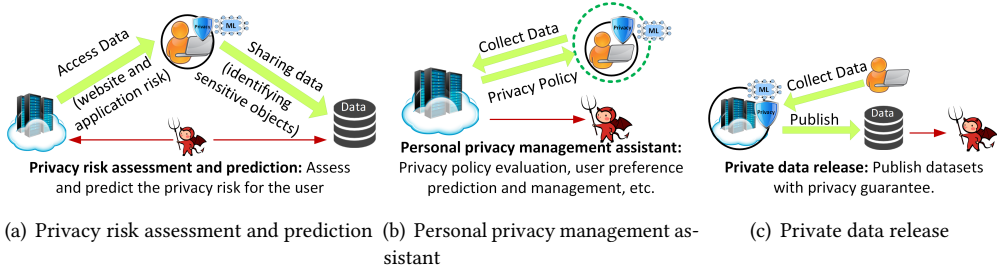 Access Data
(website and
application risk)
Privacy
ML
Sharing data
(identifying
sensitive objects)
Data
Privacy risk assessment and prediction: Assess
and predict the privacy risk for the user
(a) Privacy risk assessment and prediction
Collect Data
Privacy Policy
Privacy
ML
Personal privacy management assistant:
Privacy policy evaluation, user preference
prediction and management, etc.
(b) Personal privacy management as-
sistant
ML
Privacy
Collect Data
Publish
Data
Private data release: Publish datasets
with privacy guarantee.
(c) Private data release